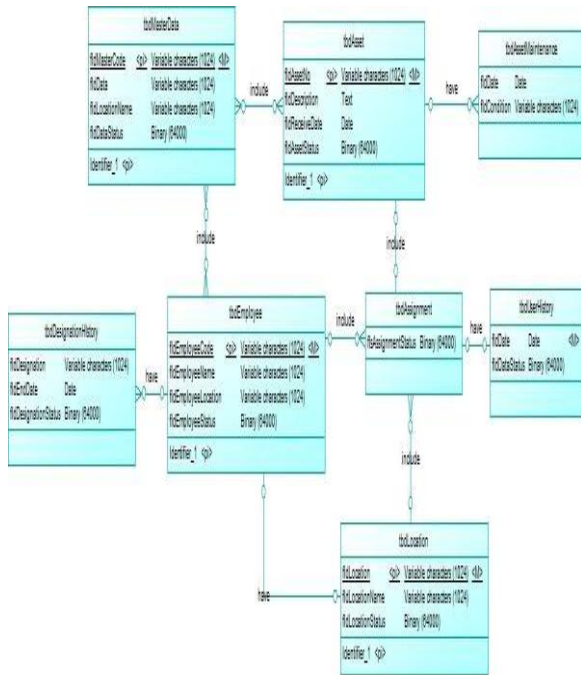 tbdMasterData
fldMasterCode <pi> Variable characters (1024) <M>
fldData Variable characters (1024)
fldLocationName Variable characters (1024)
fldDataStatus Binary (64000)
Identifier_1 <pi>
include
tbdAsset
fldAssetNo <pi> Variable characters (1024) <M>
fldDescription Text
fldReceiveDate Date
fldAssetStatus Binary (64000)
Identifier_1 <pi>
have
tbdAssetMaintenance
fldDate Date
fldCondition Variable characters (1024)
include
include
tbdDesignationHistory
fldDesignation Variable characters (1024)
fldEndDate Date
fldDesignationStatus Binary (64000)
have
tbdEmployee
fldEmployeeCode <pi> Variable characters (1024) <M>
fldEmployeeName Variable characters (1024)
fldEmployeeLocation Variable characters (1024)
fldEmployeeStatus Binary (64000)
Identifier_1 <pi>
include
tbdAssignment
flsAssignmentStatus Binary (64000)
have
tbdUserHistory
fldDate Date <M>
fldDataStatus Binary (64000)
include
have
tbdLocation
fldLocation <pi> Variable characters (1024) <M>
fldLocationName Variable characters (1024)
fldLocationStatus Binary (64000)
Identifier_1 <pi>